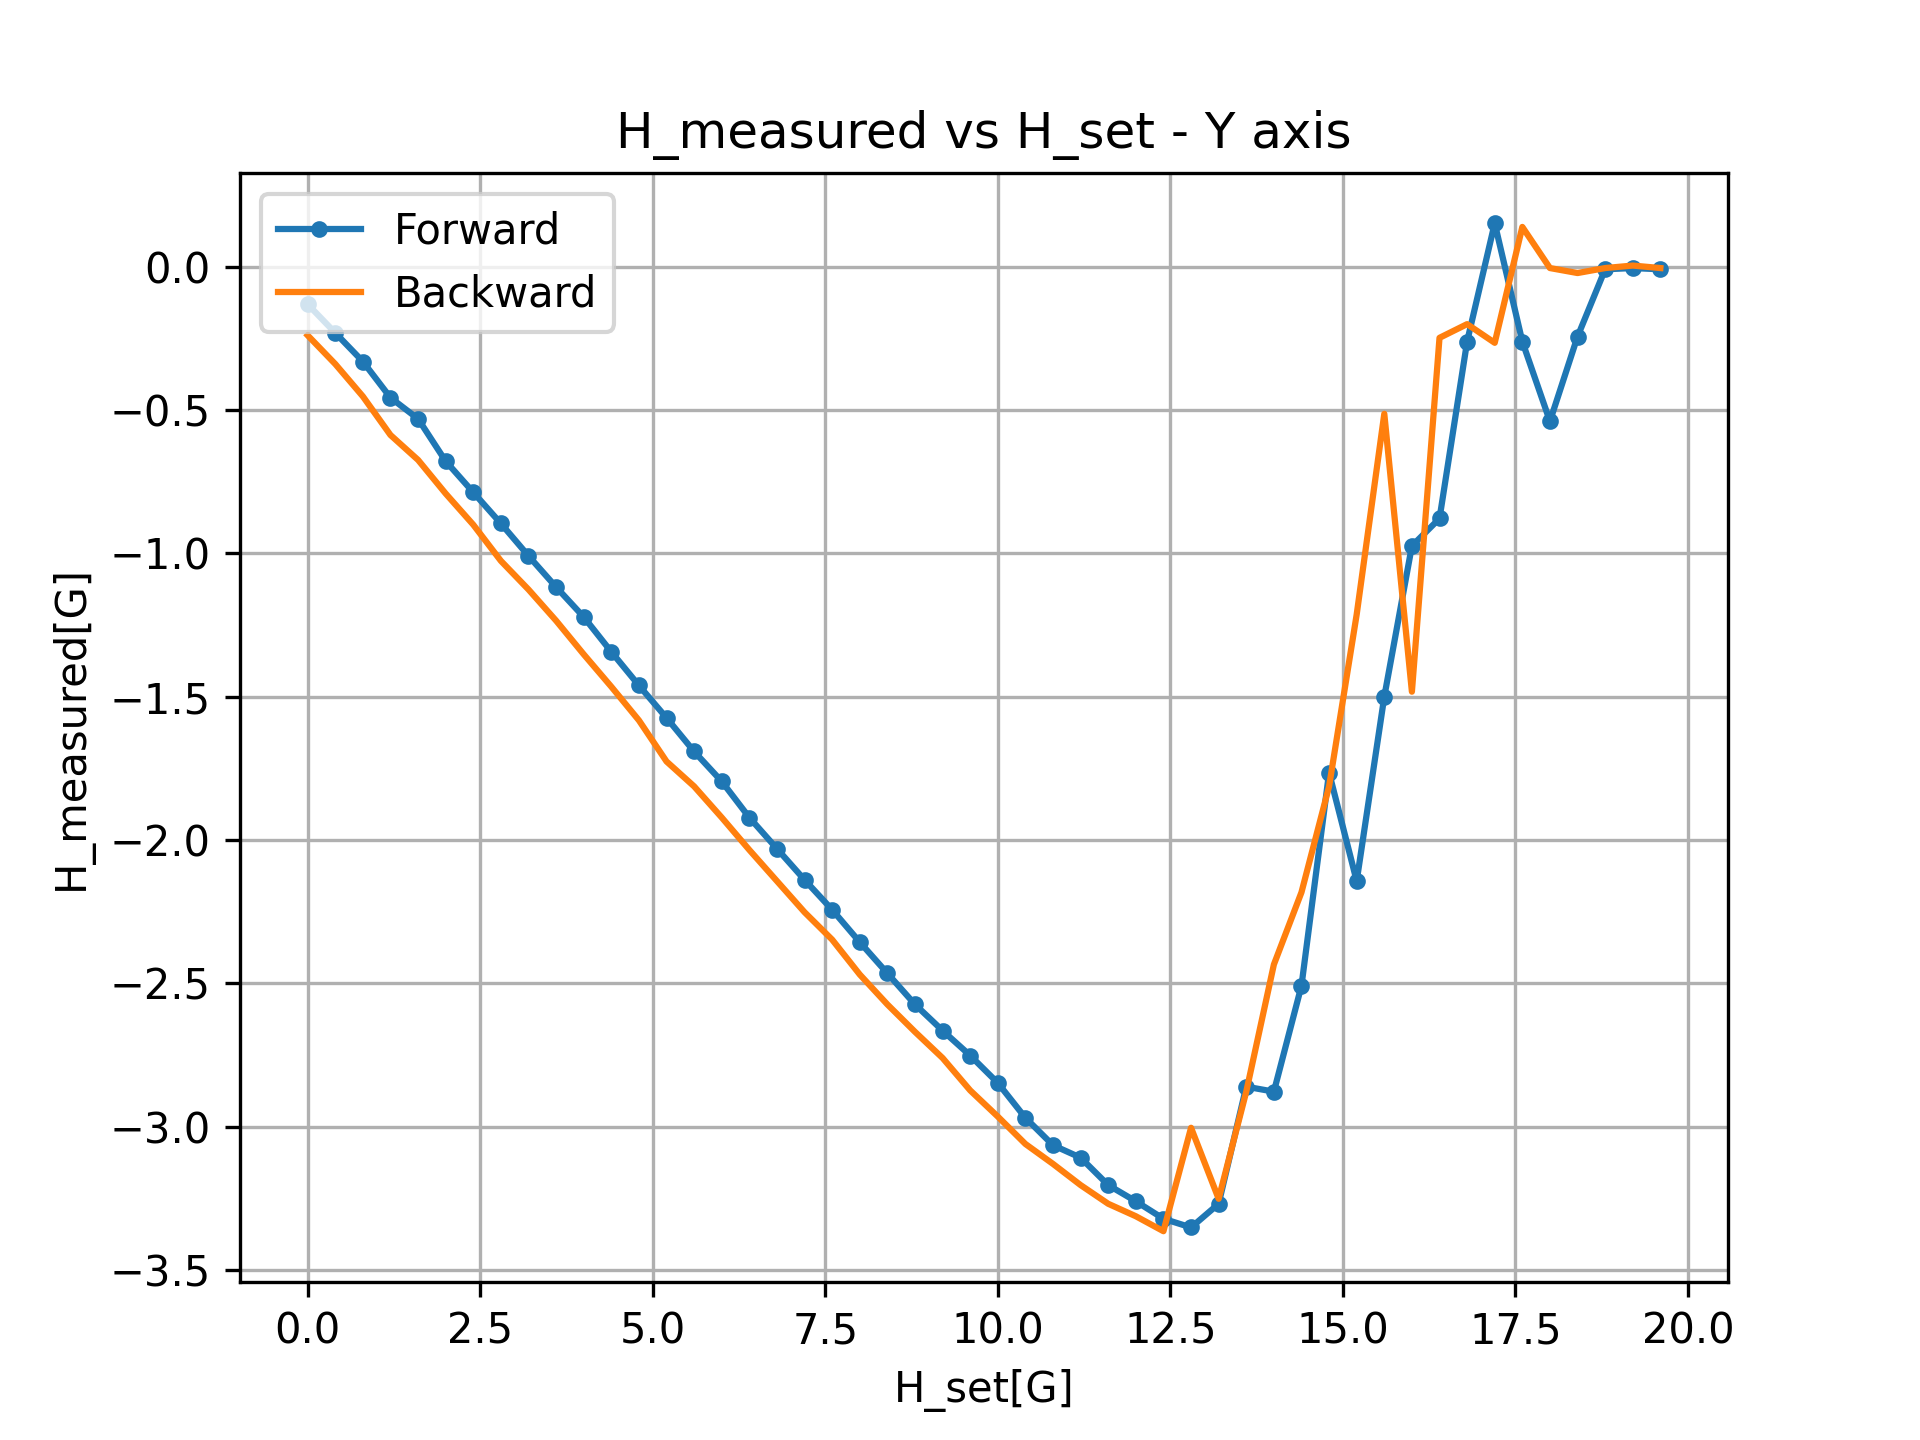 H_measured vs H_set - Y axis
Forward
Backward
0.0
−0.5
−1.0
−1.5
−2.0
−2.5
−3.0
−3.5
H_measured[G]
0.0 2.5 5.0 7.5 10.0 12.5 15.0 17.5 20.0
H_set[G]